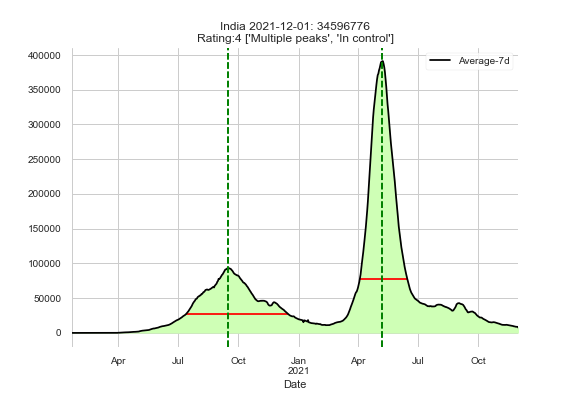 India 2021-12-01: 34596776
Rating:4 ['Multiple peaks', 'In control']
Average-7d
400000
350000
300000
250000
200000
150000
100000
50000
0
Apr Jul Oct Jan Apr Jul Oct
2021
Date